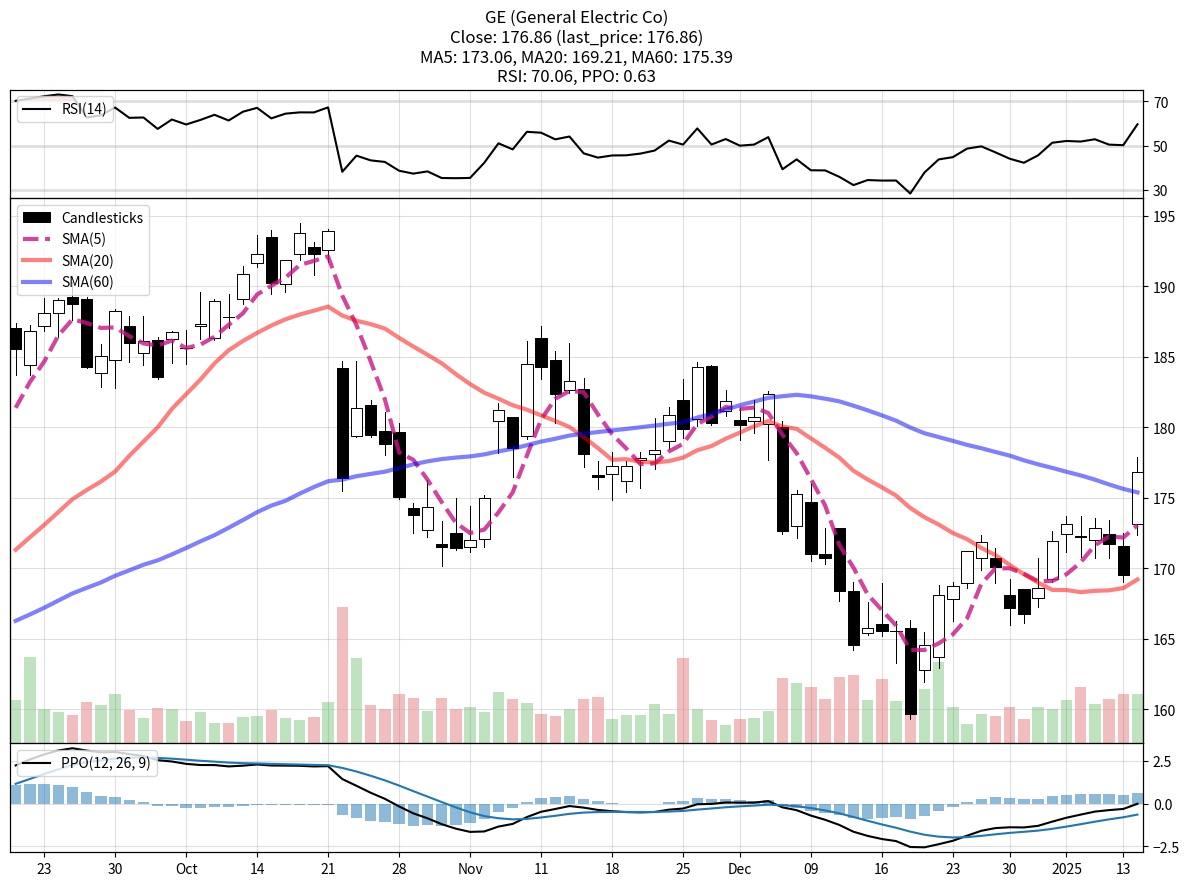 GE (General Electric Co)
Close: 176.86 (last_price: 176.86)
MA5: 173.06, MA20: 169.21, MA60: 175.39
RSI: 70.06, PPO: 0.63
RSI(14)
70
50
30
Candlesticks
SMA(5)
SMA(20)
SMA(60)
195
190
185
180
175
170
165
160
PPO(12, 26, 9)
2.5
0.0
−2.5
23 30 Oct 14 21 28 Nov 11 18 25 Dec 09 16 23 30 2025 13